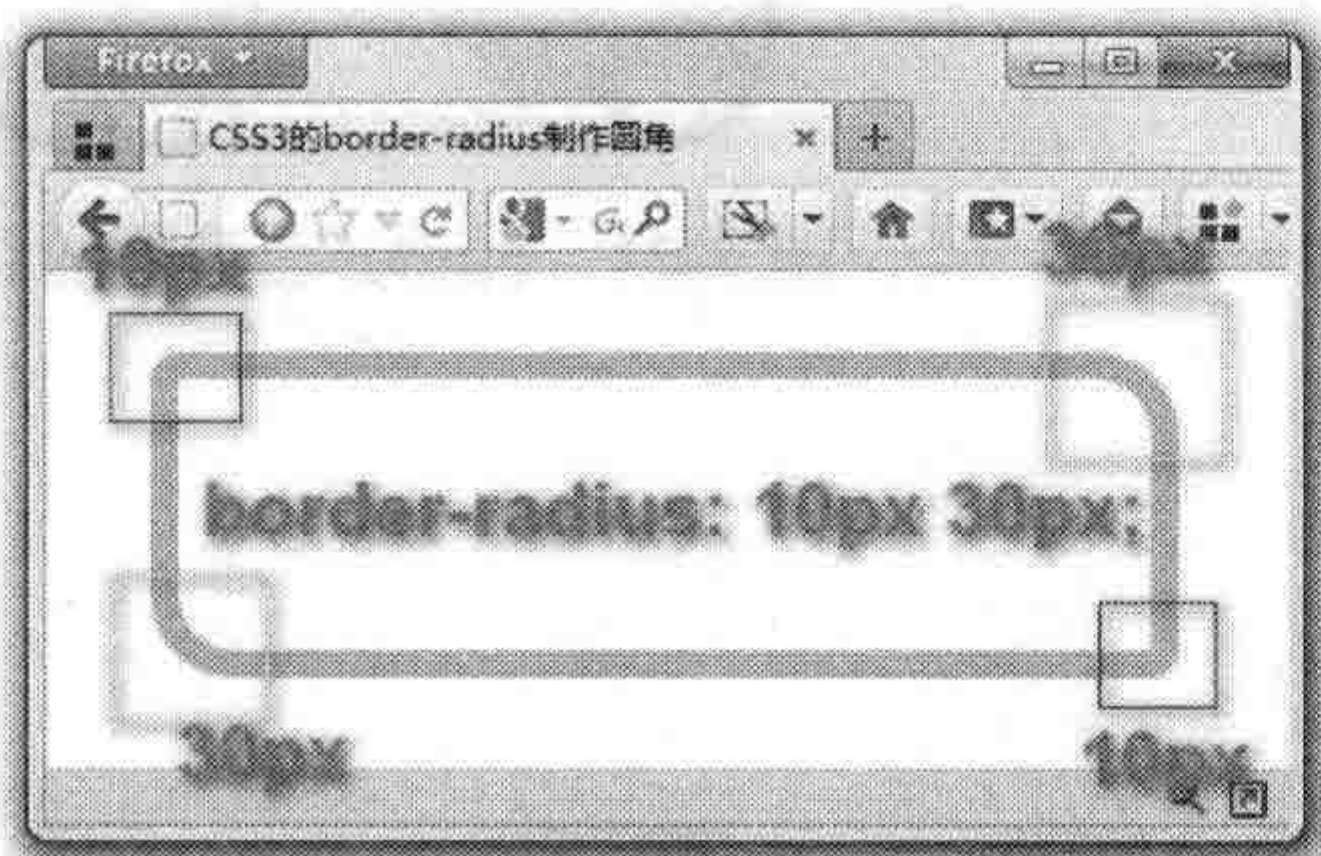 Firefox
CSS3的border-radius制作圆角
10px
30px
border-radius: 10px 30px;
30px
10px